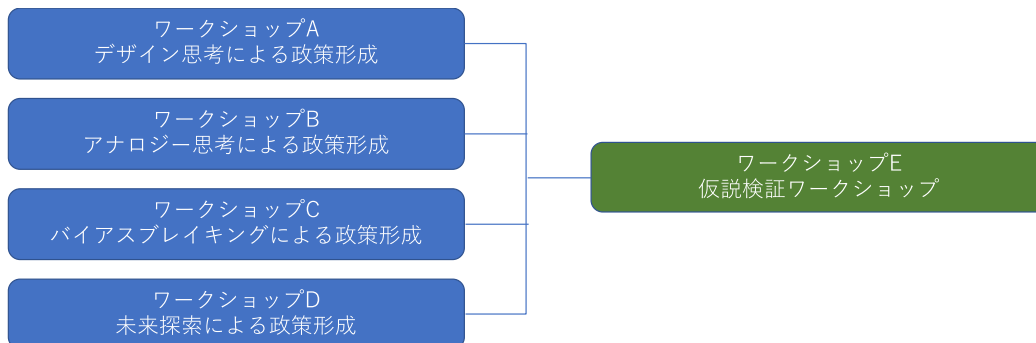 ワークショップA
デザイン思考による政策形成
ワークショップB
アナロジー思考による政策形成
ワークショップC
バイアスブレイキングによる政策形成
ワークショップD
未来探索による政策形成
ワークショップE
仮説検証ワークショップ